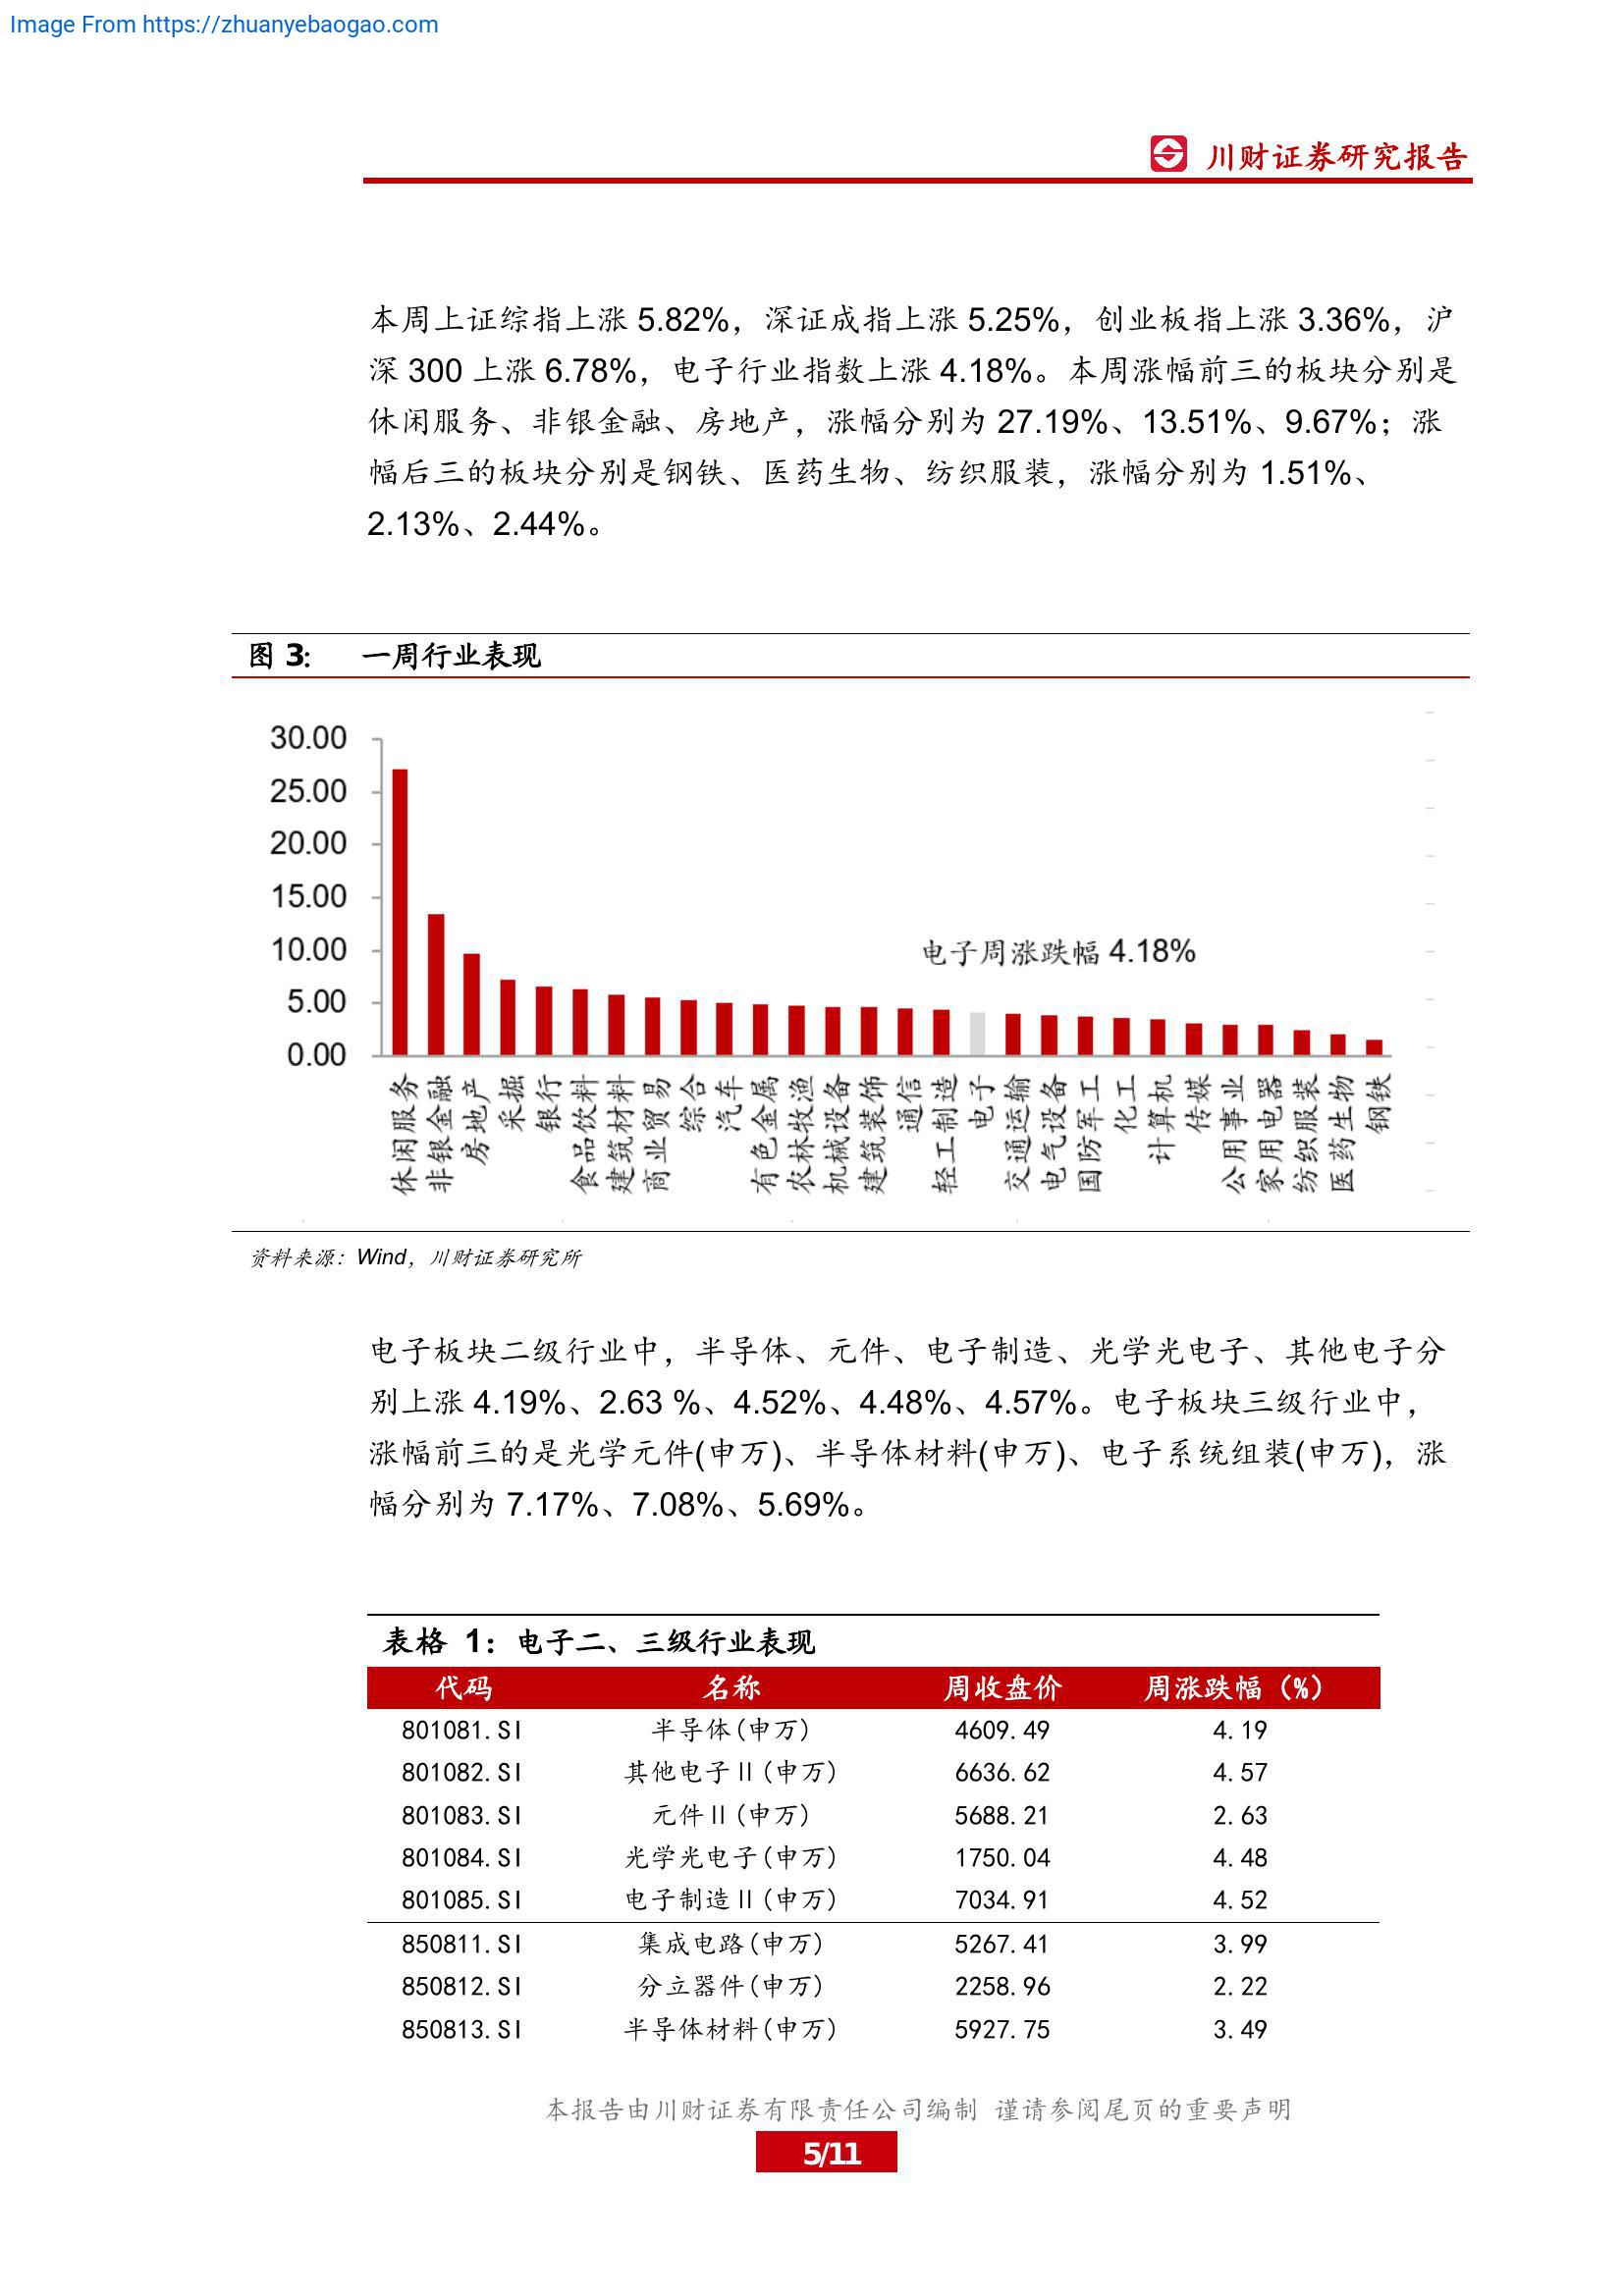 Image From https://zhuanyebaogao.com
川财证券研究报告
本周上证综指上涨 5.82%，深证成指上涨 5.25%，创业板指上涨 3.36%，沪
深 300 上涨 6.78%，电子行业指数上涨 4.18%。本周涨幅前三的板块分别是
休闲服务、非银金融、房地产，涨幅分别为 27.19%、13.51%、9.67%；涨
幅后三的板块分别是钢铁、医药生物、纺织服装，涨幅分别为 1.51%、
2.13%、2.44%。
图 3： 一周行业表现
30.00
25.00
20.00
15.00
10.00
5.00
0.00
电子周涨跌幅 4.18%
休闲服务
非银金融
房地产
采掘
银行
食品饮料
建筑材料
商业贸易
综合
汽车
有色金属
农林牧渔
机械设备
建筑装饰
通信
轻工制造
电子
交通运输
电气设备
国防军工
化工
计算机
传媒
公用事业
家用电器
纺织服装
医药生物
钢铁
资料来源：Wind，川财证券研究所
电子板块二级行业中，半导体、元件、电子制造、光学光电子、其他电子分
别上涨 4.19%、2.63 %、4.52%、4.48%、4.57%。电子板块三级行业中，
涨幅前三的是光学元件(申万)、半导体材料(申万)、电子系统组装(申万)，涨
幅分别为 7.17%、7.08%、5.69%。
表格 1：电子二、三级行业表现
代码 名称 周收盘价 周涨跌幅（%）
801081.SI 半导体(申万) 4609.49 4.19
801082.SI 其他电子Ⅱ(申万) 6636.62 4.57
801083.SI 元件Ⅱ(申万) 5688.21 2.63
801084.SI 光学光电子(申万) 1750.04 4.48
801085.SI 电子制造Ⅱ(申万) 7034.91 4.52
850811.SI 集成电路(申万) 5267.41 3.99
850812.SI 分立器件(申万) 2258.96 2.22
850813.SI 半导体材料(申万) 5927.75 3.49
本报告由川财证券有限责任公司编制 谨请参阅尾页的重要声明
5/11